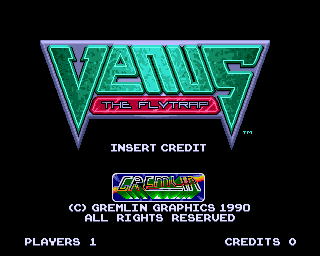 VENUS
THE FLYTRAP
TM
INSERT CREDIT
GREMLIN
(C) GREMLIN GRAPHICS 1990
ALL RIGHTS RESERVED
PLAYERS 1 CREDITS 0